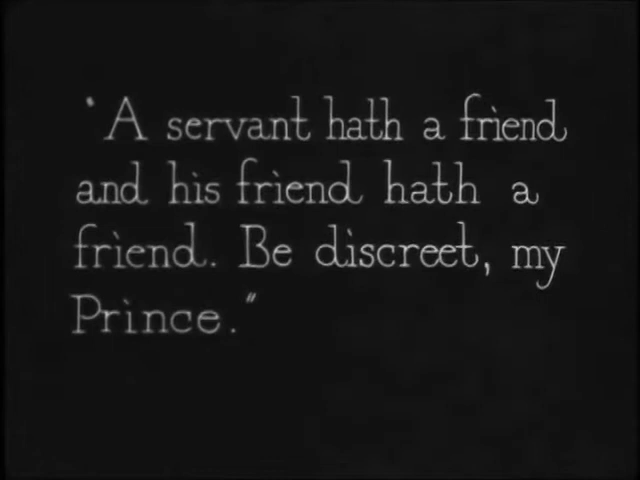 'A servant hath a friend
and his friend hath a
friend. Be discreet, my
Prince."